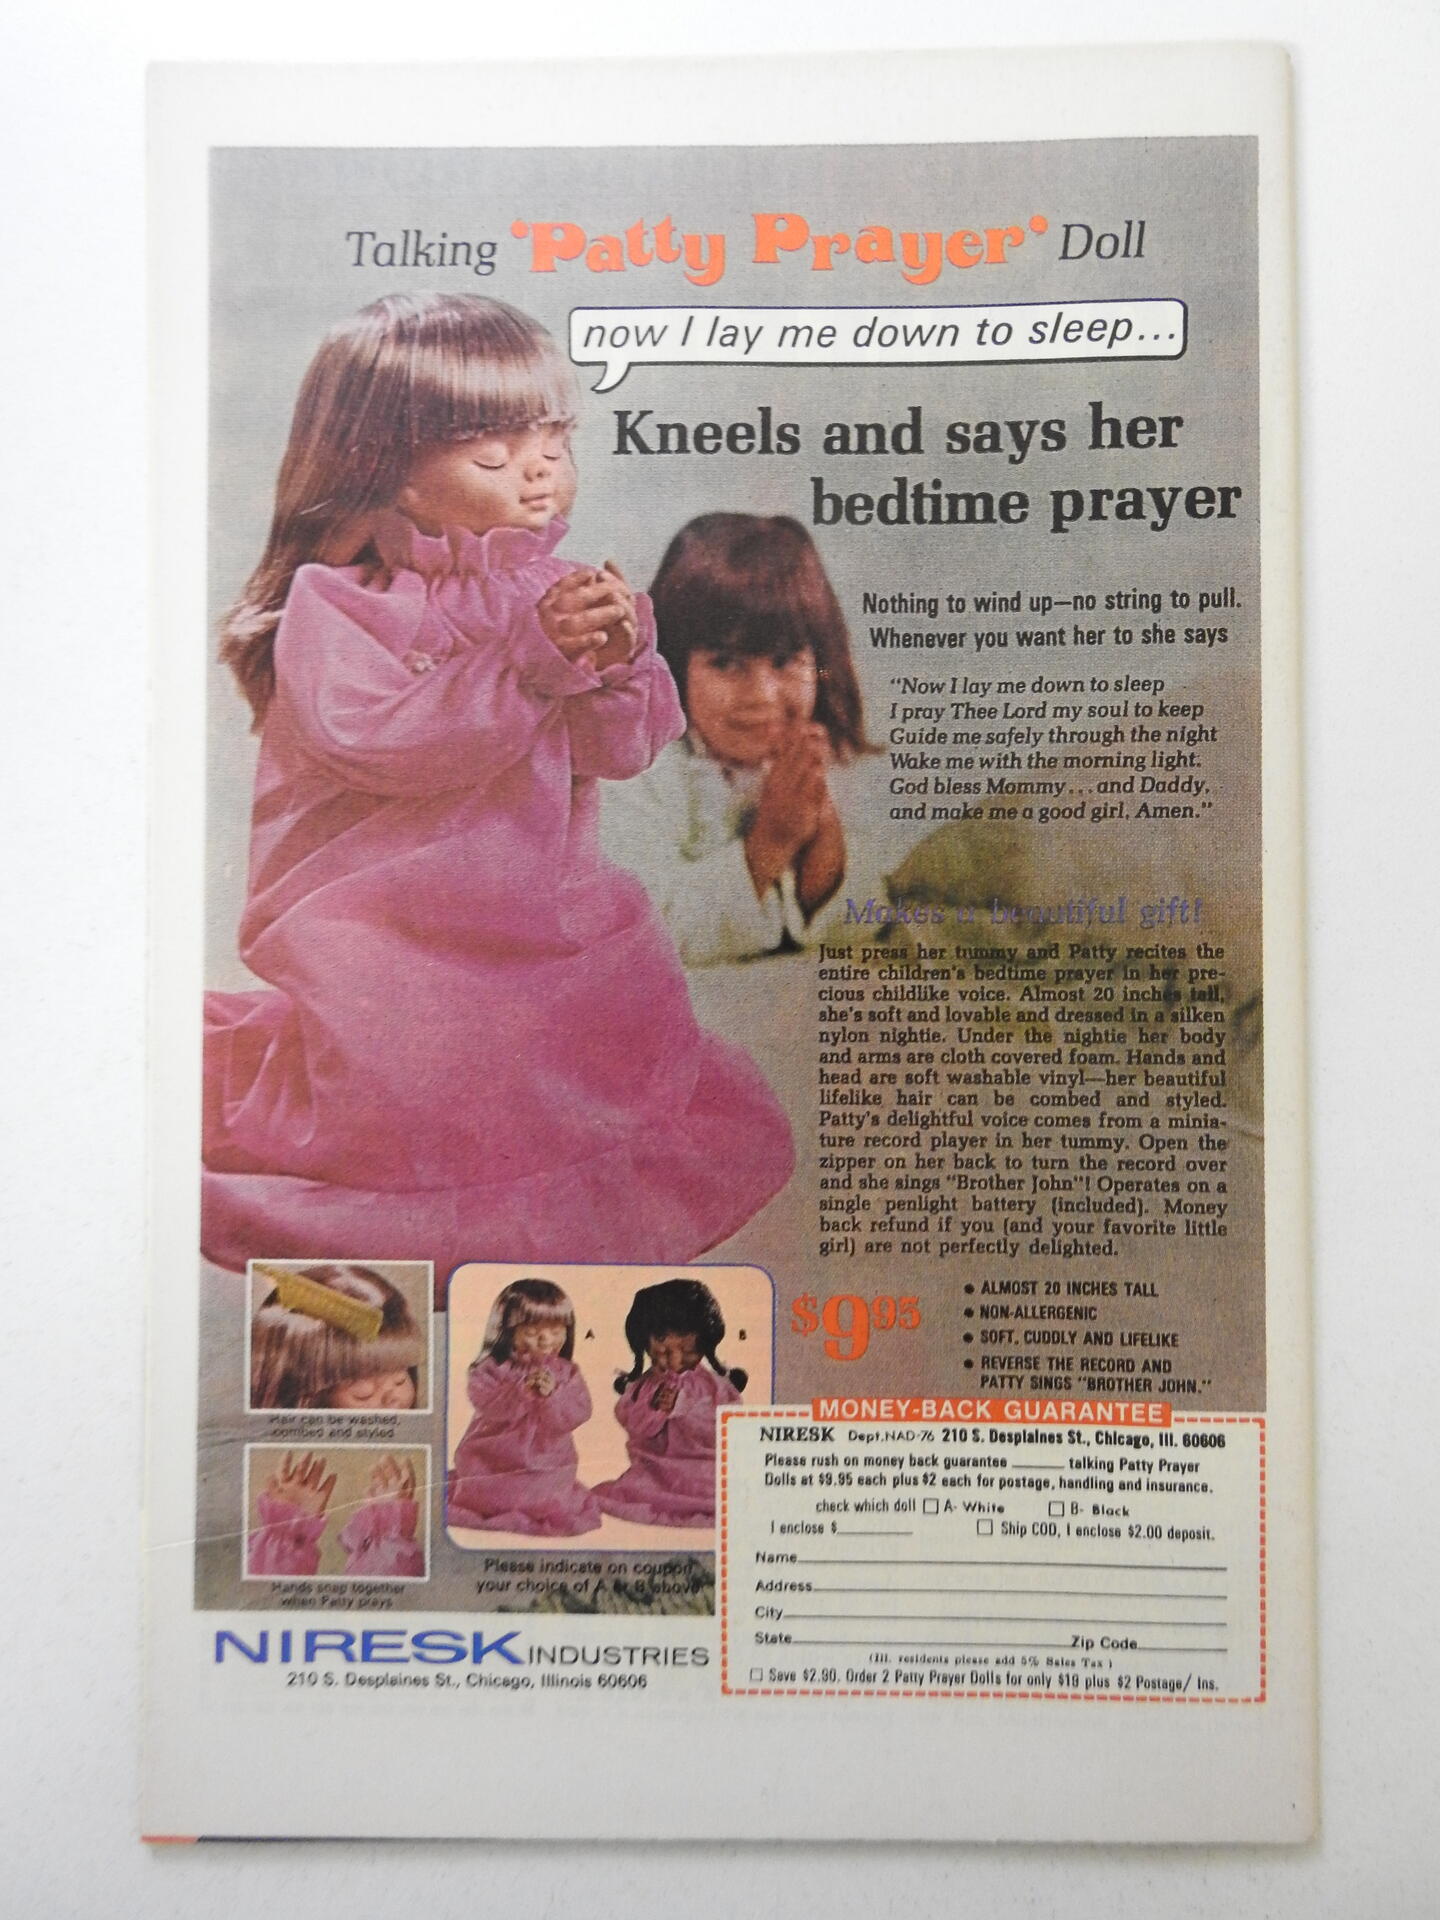 Talking 'Patty Prayer' Doll
now I lay me down to sleep...
Kneels and says her
bedtime prayer
Nothing to wind up—no string to pull.
Whenever you want her to she says
"Now I lay me down to sleep
I pray Thee Lord my soul to keep
Guide me safely through the night
Wake me with the morning light.
God bless Mommy...and Daddy,
and make me a good girl, Amen."
Makes a beautiful gift!
Just press her tummy and Patty recites the
entire children's bedtime prayer in her pre-
cious childlike voice. Almost 20 inches tall,
she's soft and lovable and dressed in a silken
nylon nightie. Under the nightie her body
and arms are cloth covered foam. Hands and
head are soft washable vinyl—her beautiful
lifelike hair can be combed and styled.
Patty's delightful voice comes from a minia-
ture record player in her tummy. Open the
zipper on her back to turn the record over
and she sings "Brother John"! Operates on a
single penlight battery (included). Money
back refund if you (and your favorite little
girl) are not perfectly delighted.
$9.95
• ALMOST 20 INCHES TALL
• NON-ALLERGENIC
• SOFT, CUDDLY AND LIFELIKE
• REVERSE THE RECORD AND
PATTY SINGS "BROTHER JOHN."
Hair can be washed,
combed and styled
Hands snap together
when Patty prays
A
B
Please indicate on coupon
your choice of A or B above
NIRESK INDUSTRIES
210 S. Desplaines St., Chicago, Illinois 60606
MONEY-BACK GUARANTEE
NIRESK Dept.NAD-76 210 S. Desplaines St., Chicago, Ill. 60606
Please rush on money back guarantee ______ talking Patty Prayer
Dolls at $9.95 each plus $2 each for postage, handling and insurance.
check which doll □ A- White □ B- Black
I enclose $______ □ Ship COD, I enclose $2.00 deposit.
Name
Address
City
State Zip Code
(Ill. residents please add 5% Sales Tax)
□ Save $2.90. Order 2 Patty Prayer Dolls for only $19 plus $2 Postage/ Ins.